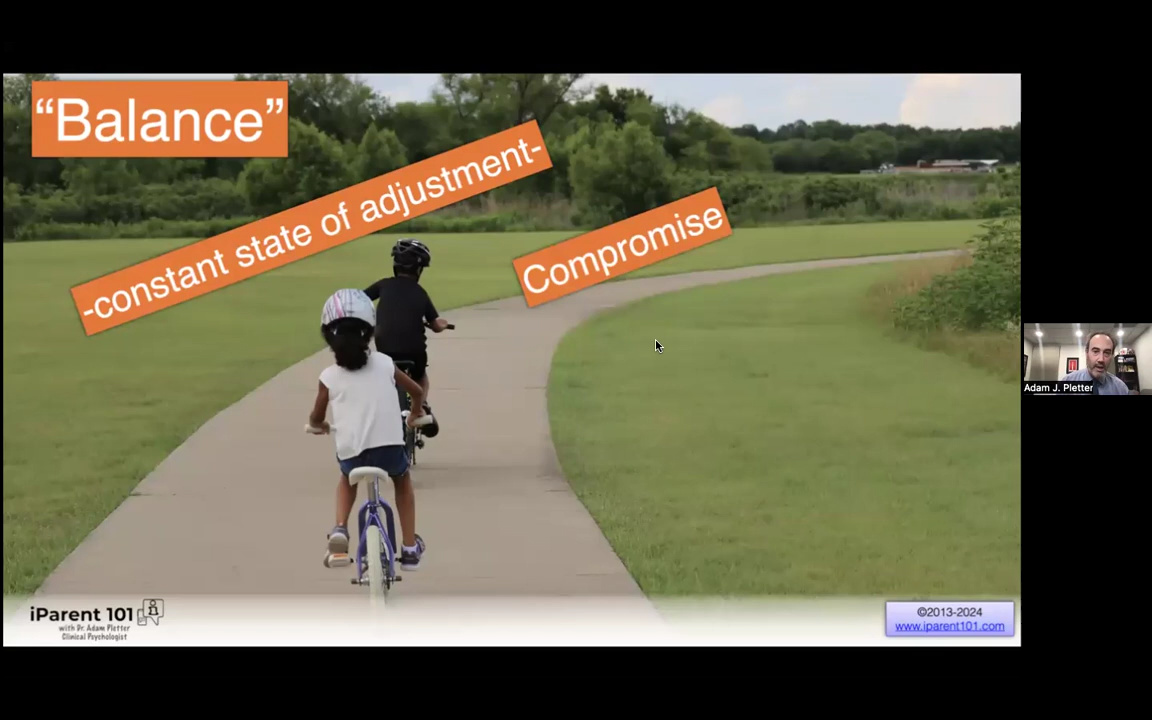 “Balance”
-constant state of adjustment-
Compromise
Adam J. Pletter
iParent 101
with Dr. Adam Pletter
Clinical Psychologist
©2013-2024
www.iparent101.com